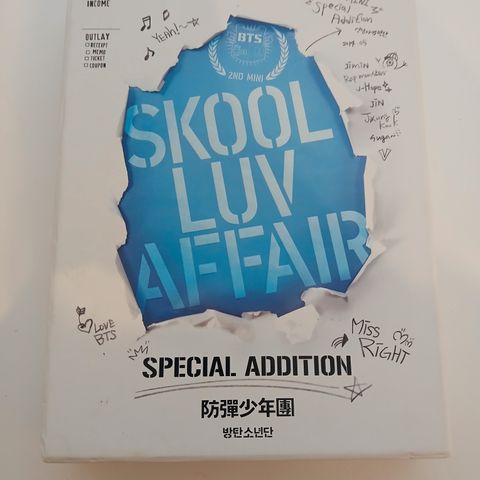 INCOME
OUTLAY
RECEIPT
MEMO
TICKET
COUPON
YEAH!~
Special
Addition
2014.05
Jimin
Rap monster
J-Hope
JIN
Jung Kook
Suga
BTS
2ND MINI
SKOOL
LUV
AFFAIR
LOVE
BTS
MISS
RIGHT
SPECIAL ADDITION
防彈少年團
방탄소년단